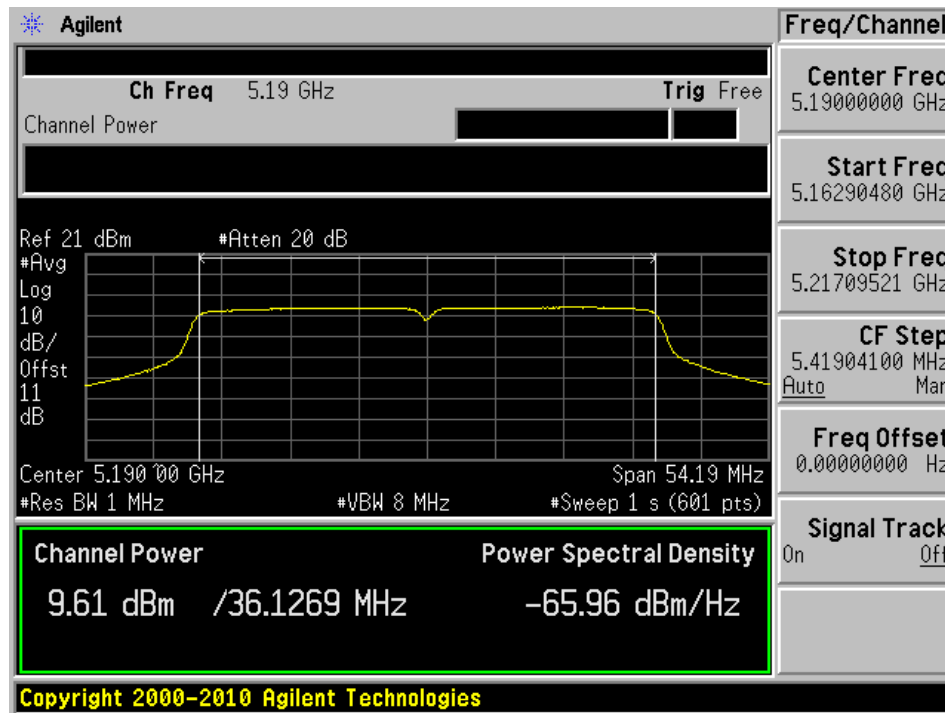 Agilent
Freq/Channel
Ch Freq 5.19 GHz Trig Free
Channel Power
Ref 21 dBm #Atten 20 dB
#Avg
Log
10
dB/
Offst
11
dB
Center 5.190 00 GHz Span 54.19 MHz
#Res BW 1 MHz #VBW 8 MHz #Sweep 1 s (601 pts)
Channel Power Power Spectral Density
9.61 dBm /36.1269 MHz -65.96 dBm/Hz
Copyright 2000-2010 Agilent Technologies
Center Freq
5.19000000 GHz
Start Freq
5.16290480 GHz
Stop Freq
5.21709521 GHz
CF Step
5.41904100 MHz
Auto Man
Freq Offset
0.00000000 Hz
Signal Track
On Off